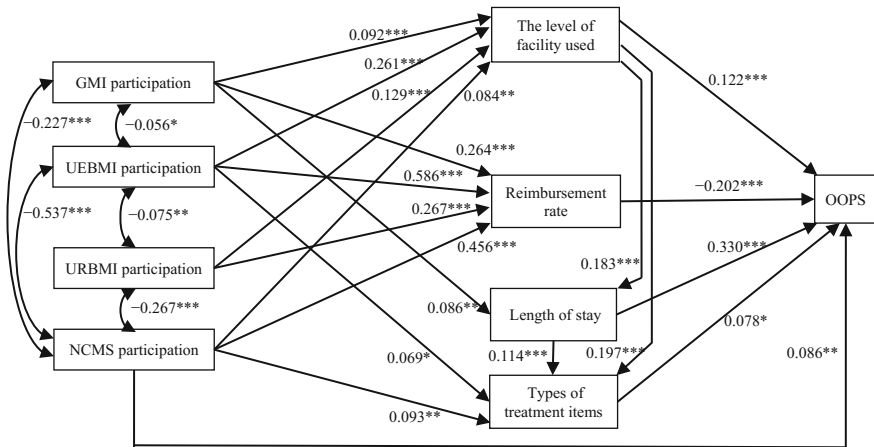 The level of
facility used
0.092***
0.261***
0.129***
0.084**
0.122***
GMI participation
−0.227***
−0.056*
0.264***
UEBMI participation
0.586***
Reimbursement
rate
−0.202***
OOPS
−0.537***
−0.075**
0.267***
0.456***
URBMI participation
0.183***
0.330***
−0.267***
0.086**
Length of stay
NCMS participation
0.069*
0.114***
0.197***
0.078*
0.086**
Types of
treatment items
0.093**